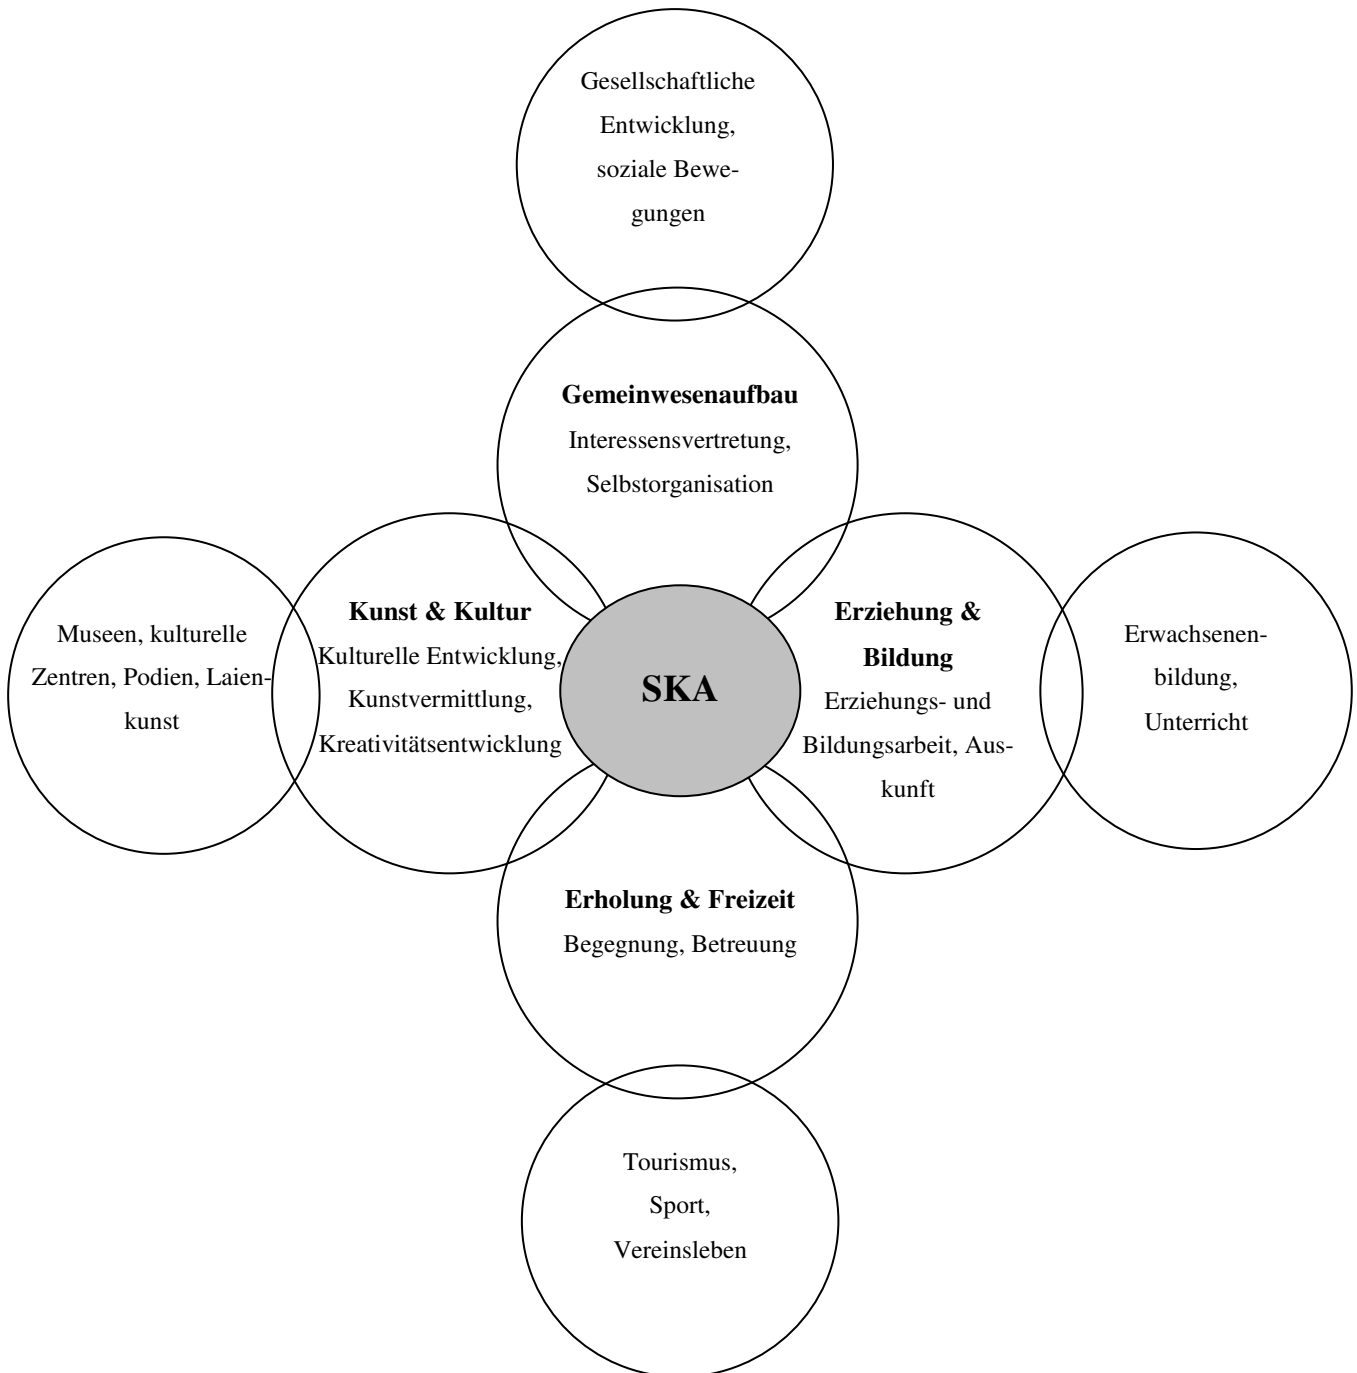 Gesellschaftliche
Entwicklung,
soziale Bewe-
gungen
Gemeinwesenaufbau
Interessensvertretung,
Selbstorganisation
Museen, kulturelle
Zentren, Podien, Laien-
kunst
Kunst & Kultur
Kulturelle Entwicklung,
Kunstvermittlung,
Kreativitätsentwicklung
SKA
Erziehung &
Bildung
Erziehungs- und
Bildungsarbeit, Aus-
kunft
Erwachsenen-
bildung,
Unterricht
Erholung & Freizeit
Begegnung, Betreuung
Tourismus,
Sport,
Vereinsleben